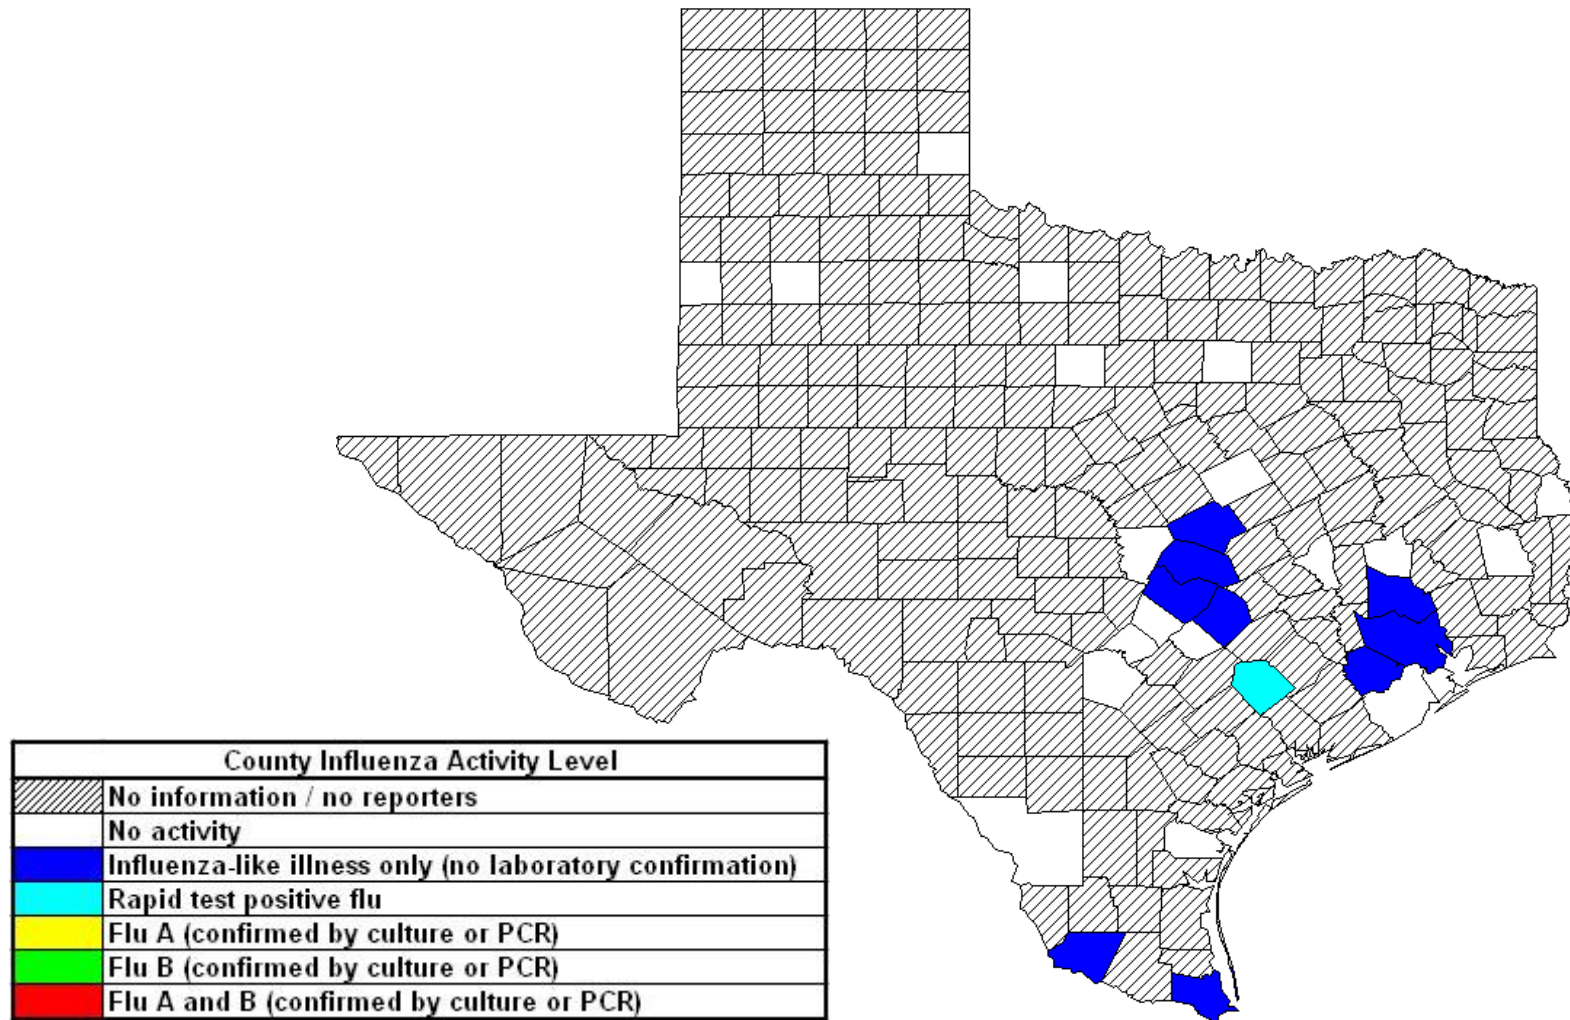 County Influenza Activity Level
No information / no reporters
No activity
Influenza-like illness only (no laboratory confirmation)
Rapid test positive flu
Flu A (confirmed by culture or PCR)
Flu B (confirmed by culture or PCR)
Flu A and B (confirmed by culture or PCR)